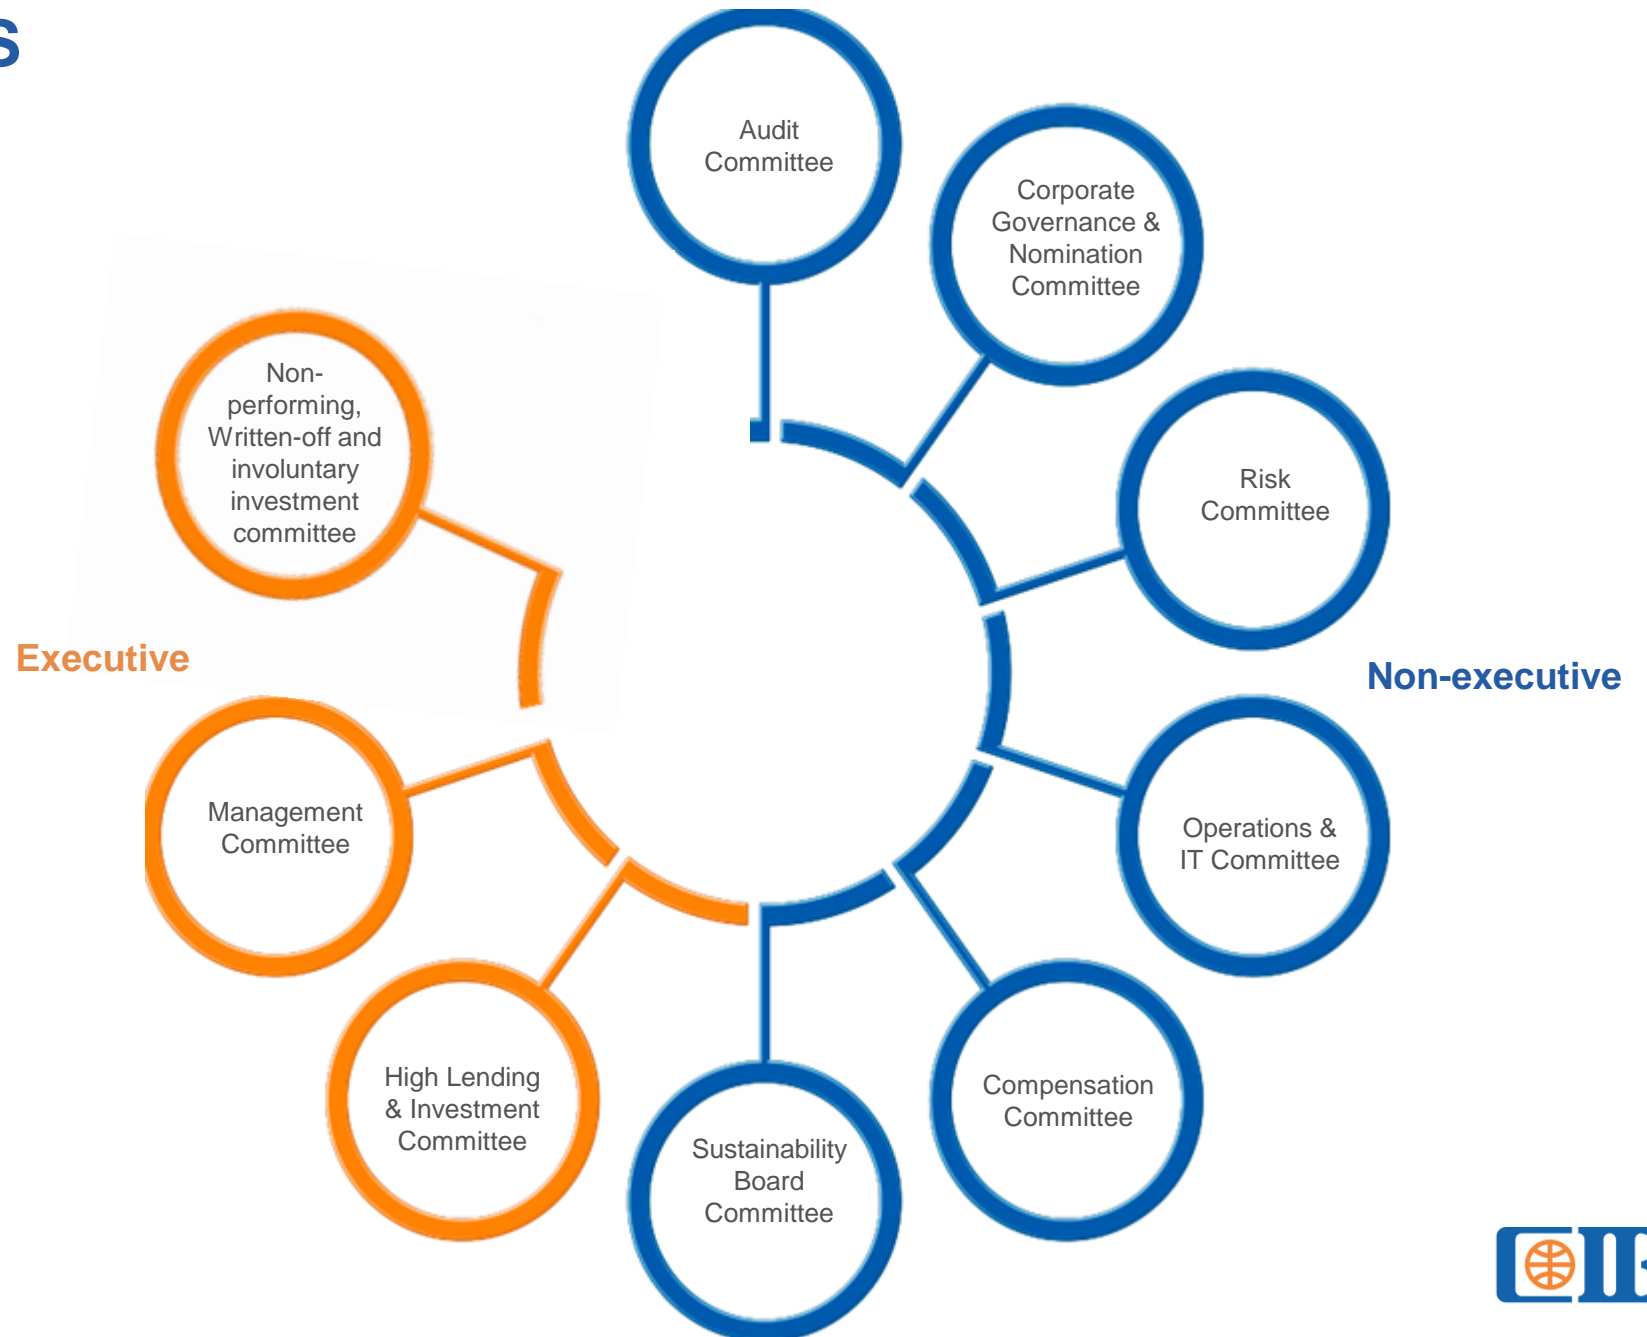 s
Audit
Committee
Corporate
Governance &
Nomination
Committee
Risk
Committee
Non-
performing,
Written-off and
involuntary
investment
committee
Executive
Non-executive
Management
Committee
Operations &
IT Committee
High Lending
& Investment
Committee
Compensation
Committee
Sustainability
Board
Committee
CIB